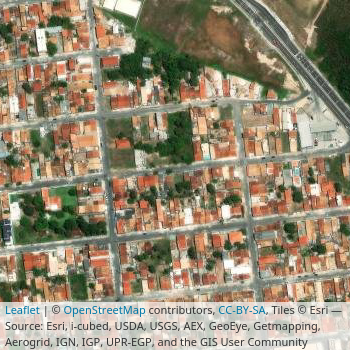 Leaflet | © OpenStreetMap contributors, CC-BY-SA, Tiles © Esri —
Source: Esri, i-cubed, USDA, USGS, AEX, GeoEye, Getmapping,
Aerogrid, IGN, IGP, UPR-EGP, and the GIS User Community